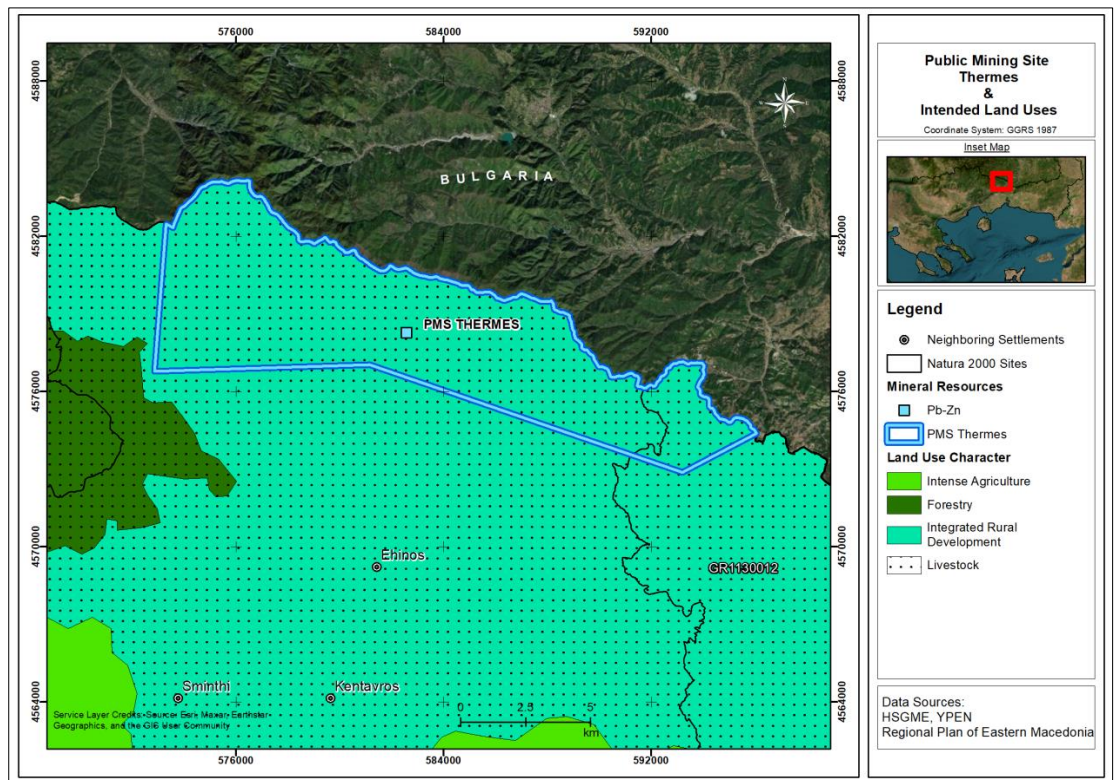 576000
584000
592000
4588000
4588000
BULGARIA
4582000
4582000
PMS THERMES
4576000
4576000
4570000
4570000
Ehinos
GR1130012
Sminthi
Kentavros
4564000
4564000
Service Layer Credits: Source: Esri, Maxar, Earthstar
Geographics, and the GIS User Community
0 2.5 5
km
576000
584000
592000
Public Mining Site
Thermes
&
Intended Land Uses
Coordinate System: GGRS 1987
Inset Map
Legend
Neighboring Settlements
Natura 2000 Sites
Mineral Resources
Pb-Zn
PMS Thermes
Land Use Character
Intense Agriculture
Forestry
Integrated Rural
Development
Livestock
Data Sources:
HSGME, YPEN
Regional Plan of Eastern Macedonia